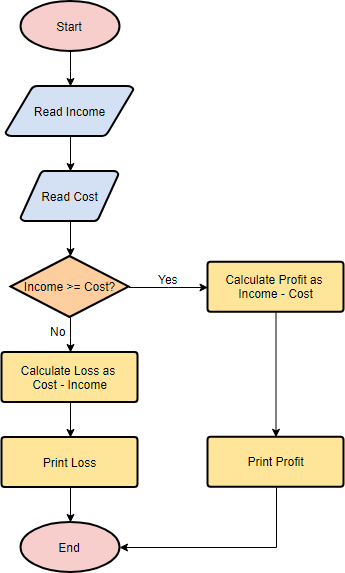 Start
Read Income
Read Cost
Income >= Cost?
Yes
Calculate Profit as
Income - Cost
No
Calculate Loss as
Cost - Income
Print Loss
Print Profit
End